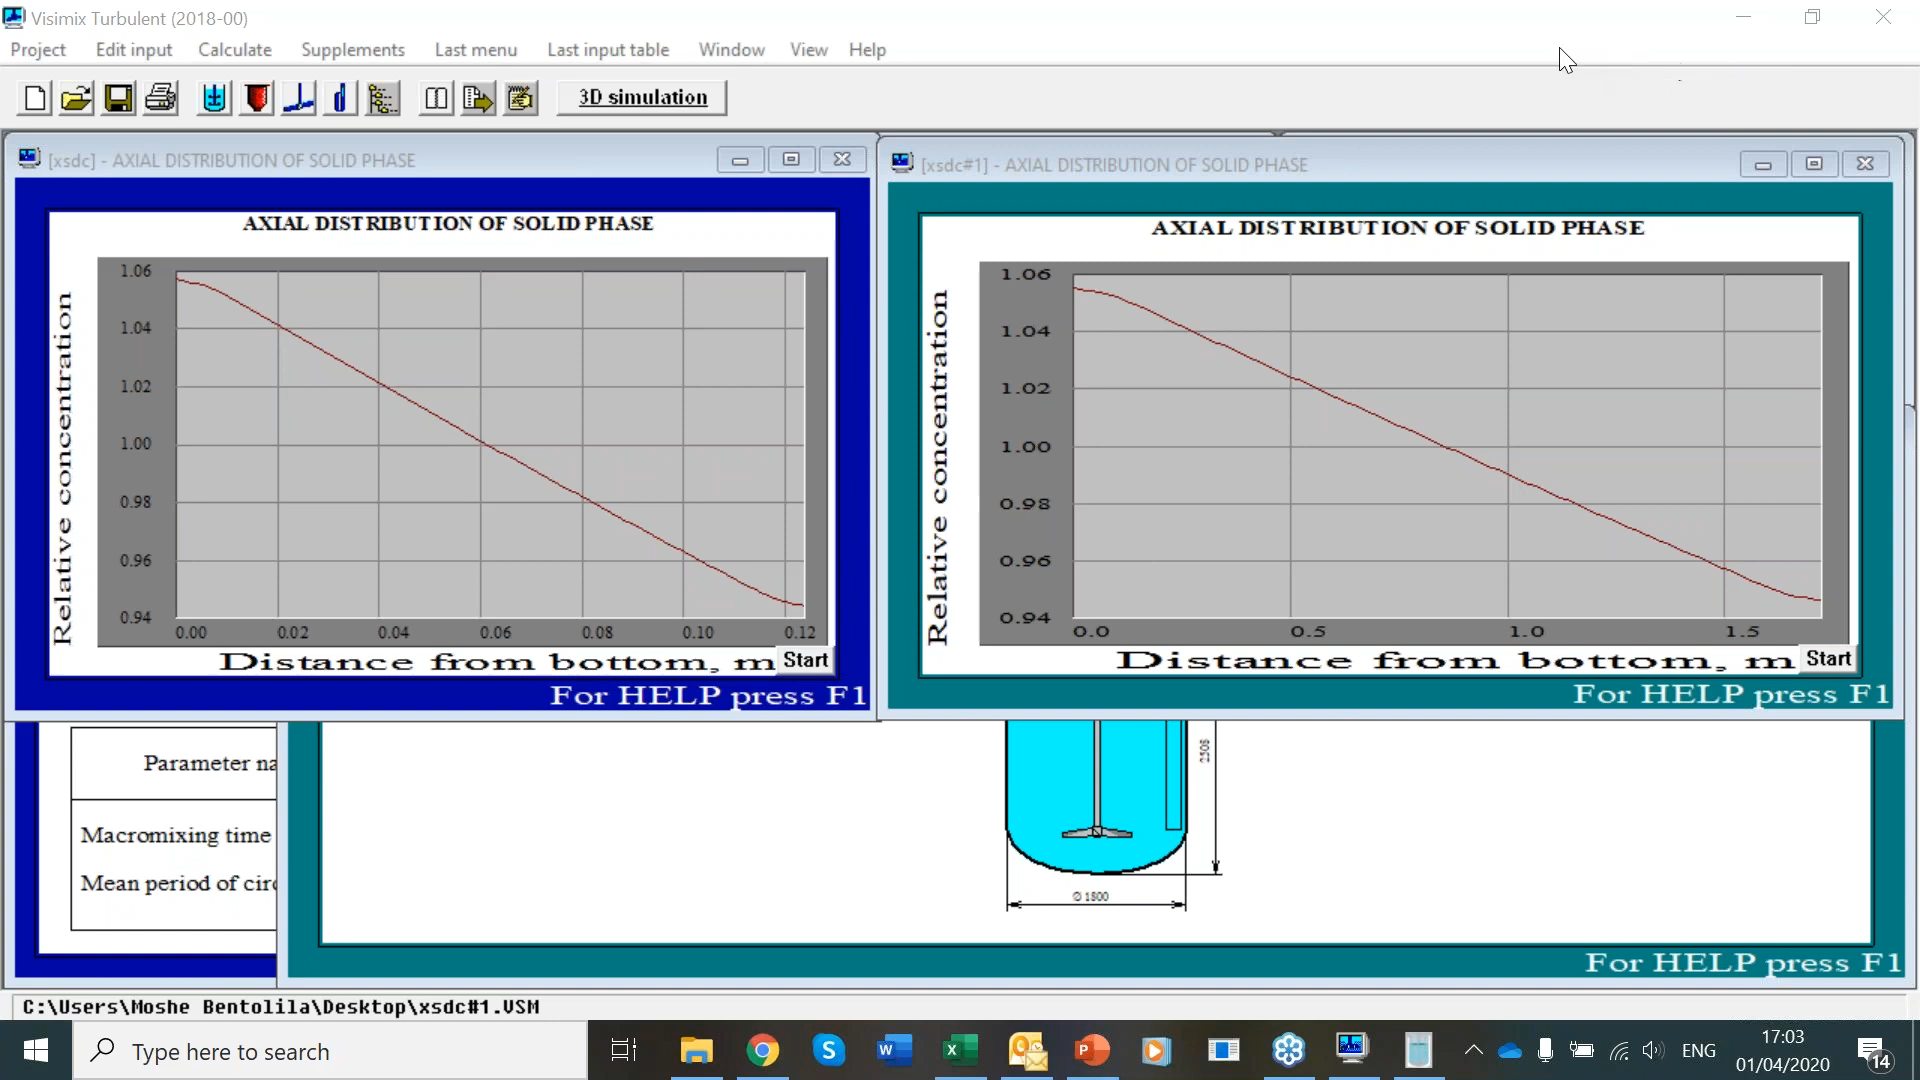 Visimix Turbulent (2018-00)
Project Edit input Calculate Supplements Last menu Last input table Window View Help
3D simulation
[xsdc] - AXIAL DISTRIBUTION OF SOLID PHASE
AXIAL DISTRIBUTION OF SOLID PHASE
Relative concentration
1.06
1.04
1.02
1.00
0.98
0.96
0.94
0.00 0.02 0.04 0.06 0.08 0.10 0.12
Distance from bottom, m
Start
For HELP press F1
[xsdc#1] - AXIAL DISTRIBUTION OF SOLID PHASE
AXIAL DISTRIBUTION OF SOLID PHASE
Relative concentration
1.06
1.04
1.02
1.00
0.98
0.96
0.94
0.0 0.5 1.0 1.5
Distance from bottom, m
Start
For HELP press F1
Parameter na
Macromixing time
Mean period of circ
2508
Ø 1800
For HELP press F1
C:\Users\Moshe Bentolila\Desktop\xsdc#1.VSM
Type here to search
ENG
17:03
01/04/2020
14